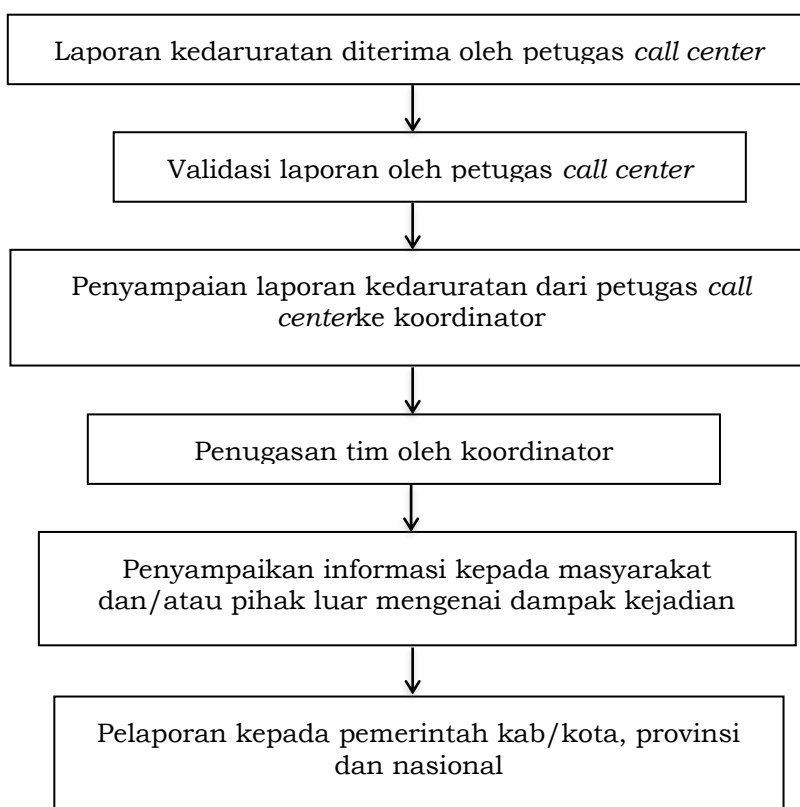 Laporan kedaruratan diterima oleh petugas call center
Validasi laporan oleh petugas call center
Penyampaian laporan kedaruratan dari petugas call
centerke koordinator
Penugasan tim oleh koordinator
Penyampaikan informasi kepada masyarakat
dan/atau pihak luar mengenai dampak kejadian
Pelaporan kepada pemerintah kab/kota, provinsi
dan nasional